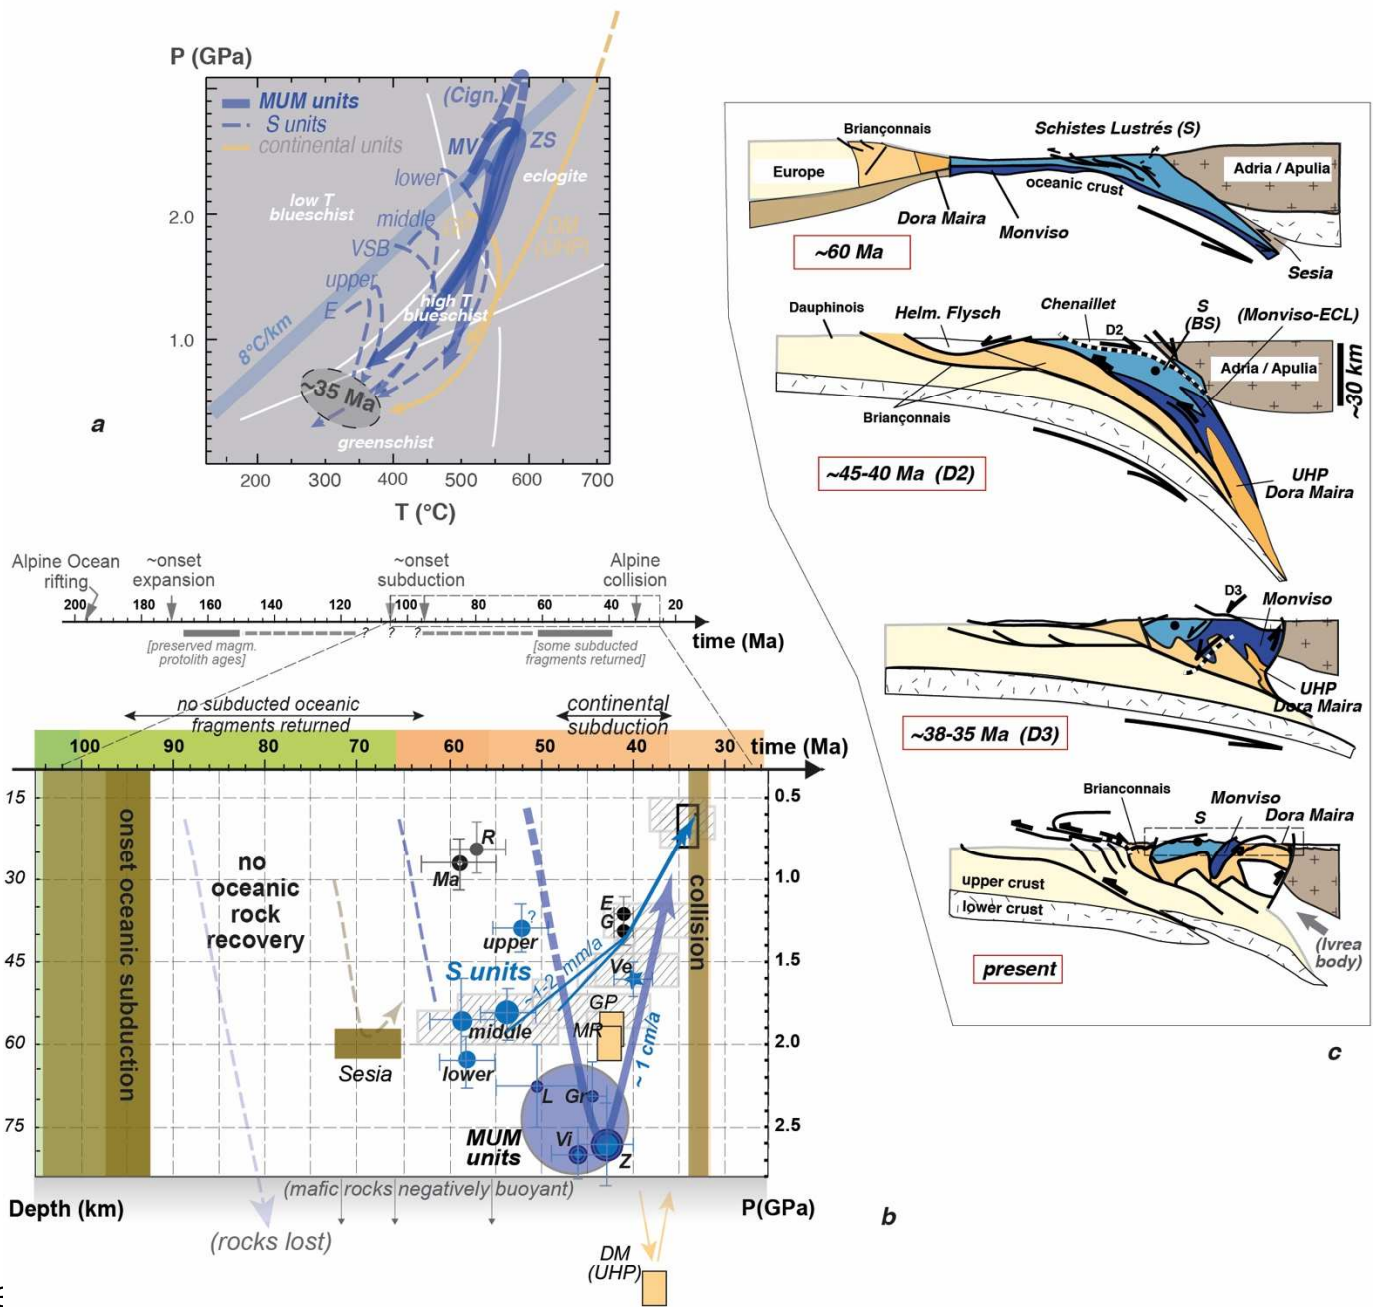 P (GPa)
MUM units
S units
continental units
(Cign.)
MV
ZS
eclogite
lower
low T
blueschist
middle
VSB
DM
(UHP)
upper
E
high T
blueschist
8°C/km
~35 Ma
greenschist
2.0
1.0
200 300 400 500 600 700
T (°C)
a
Alpine Ocean
rifting
~onset
expansion
~onset
subduction
Alpine
collision
200 180 160 140 120 100 80 60 40 20
? ? ?
[preserved magm.
protolith ages]
[some subducted
fragments returned]
time (Ma)
no subducted oceanic
fragments returned
continental
subduction
100 90 80 70 60 50 40 30 time (Ma)
15 0.5
30 1.0
45 1.5
60 2.0
75 2.5
onset oceanic subduction
no
oceanic
rock
recovery
R
Ma
E
G
?
upper
S units
~1-2 mm/a
Ve
GP
MR
middle
lower
Sesia
~ 1 cm/a
collision
L
Gr
Vi
Z
MUM
units
(mafic rocks negatively buoyant)
Depth (km)
P(GPa)
(rocks lost)
DM
(UHP)
b
Briançonnais
Schistes Lustrés (S)
Europe
Adria / Apulia
oceanic crust
Dora Maira
Monviso
Sesia
~60 Ma
Dauphinois
Helm. Flysch
Chenaillet
D2
S
(BS)
(Monviso-ECL)
Adria / Apulia
~30 km
Briançonnais
UHP
Dora Maira
~45-40 Ma (D2)
D3
Monviso
UHP
Dora Maira
~38-35 Ma (D3)
Brianconnais
S
Monviso
Dora Maira
upper crust
lower crust
(Ivrea
body)
present
c